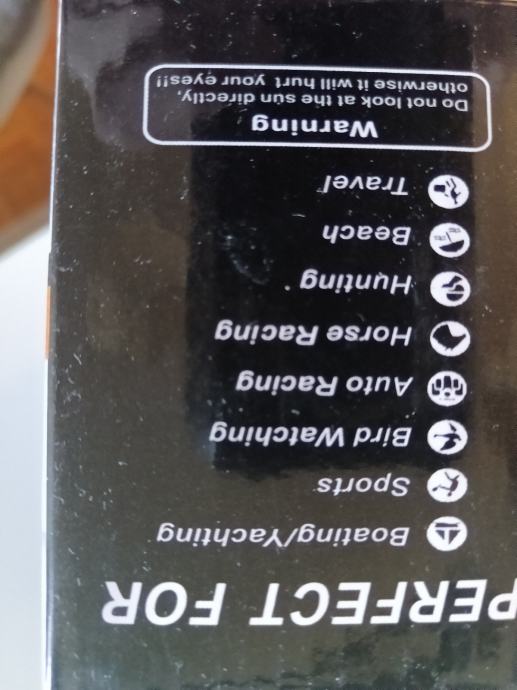 PERFECT FOR
Boating/Yachting
Sports
Bird Watching
Auto Racing
Horse Racing
Hunting
Beach
Travel
Warning
Do not look at the sun directly,
otherwise it will hurt your eyes!!